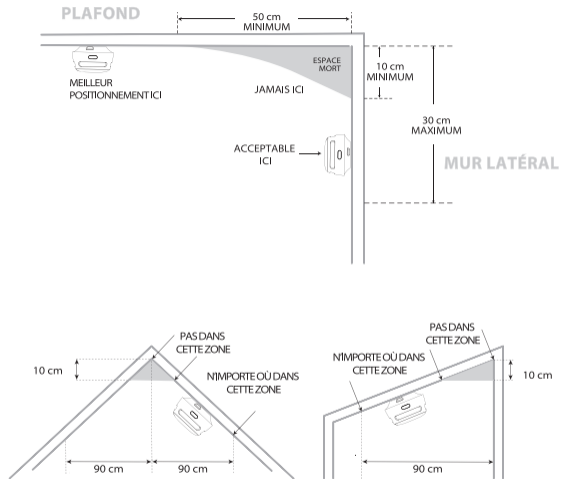 PLAFOND
50 cm
MINIMUM
ESPACE
MORT
10 cm
MINIMUM
MEILLEUR
POSITIONNEMENT ICI
JAMAIS ICI
30 cm
MAXIMUM
ACCEPTABLE
ICI
MUR LATÉRAL
PAS DANS
CETTE ZONE
10 cm
N'IMPORTE OÙ DANS
CETTE ZONE
90 cm
90 cm
PAS DANS
CETTE ZONE
N'IMPORTE OÙ DANS
CETTE ZONE
10 cm
90 cm